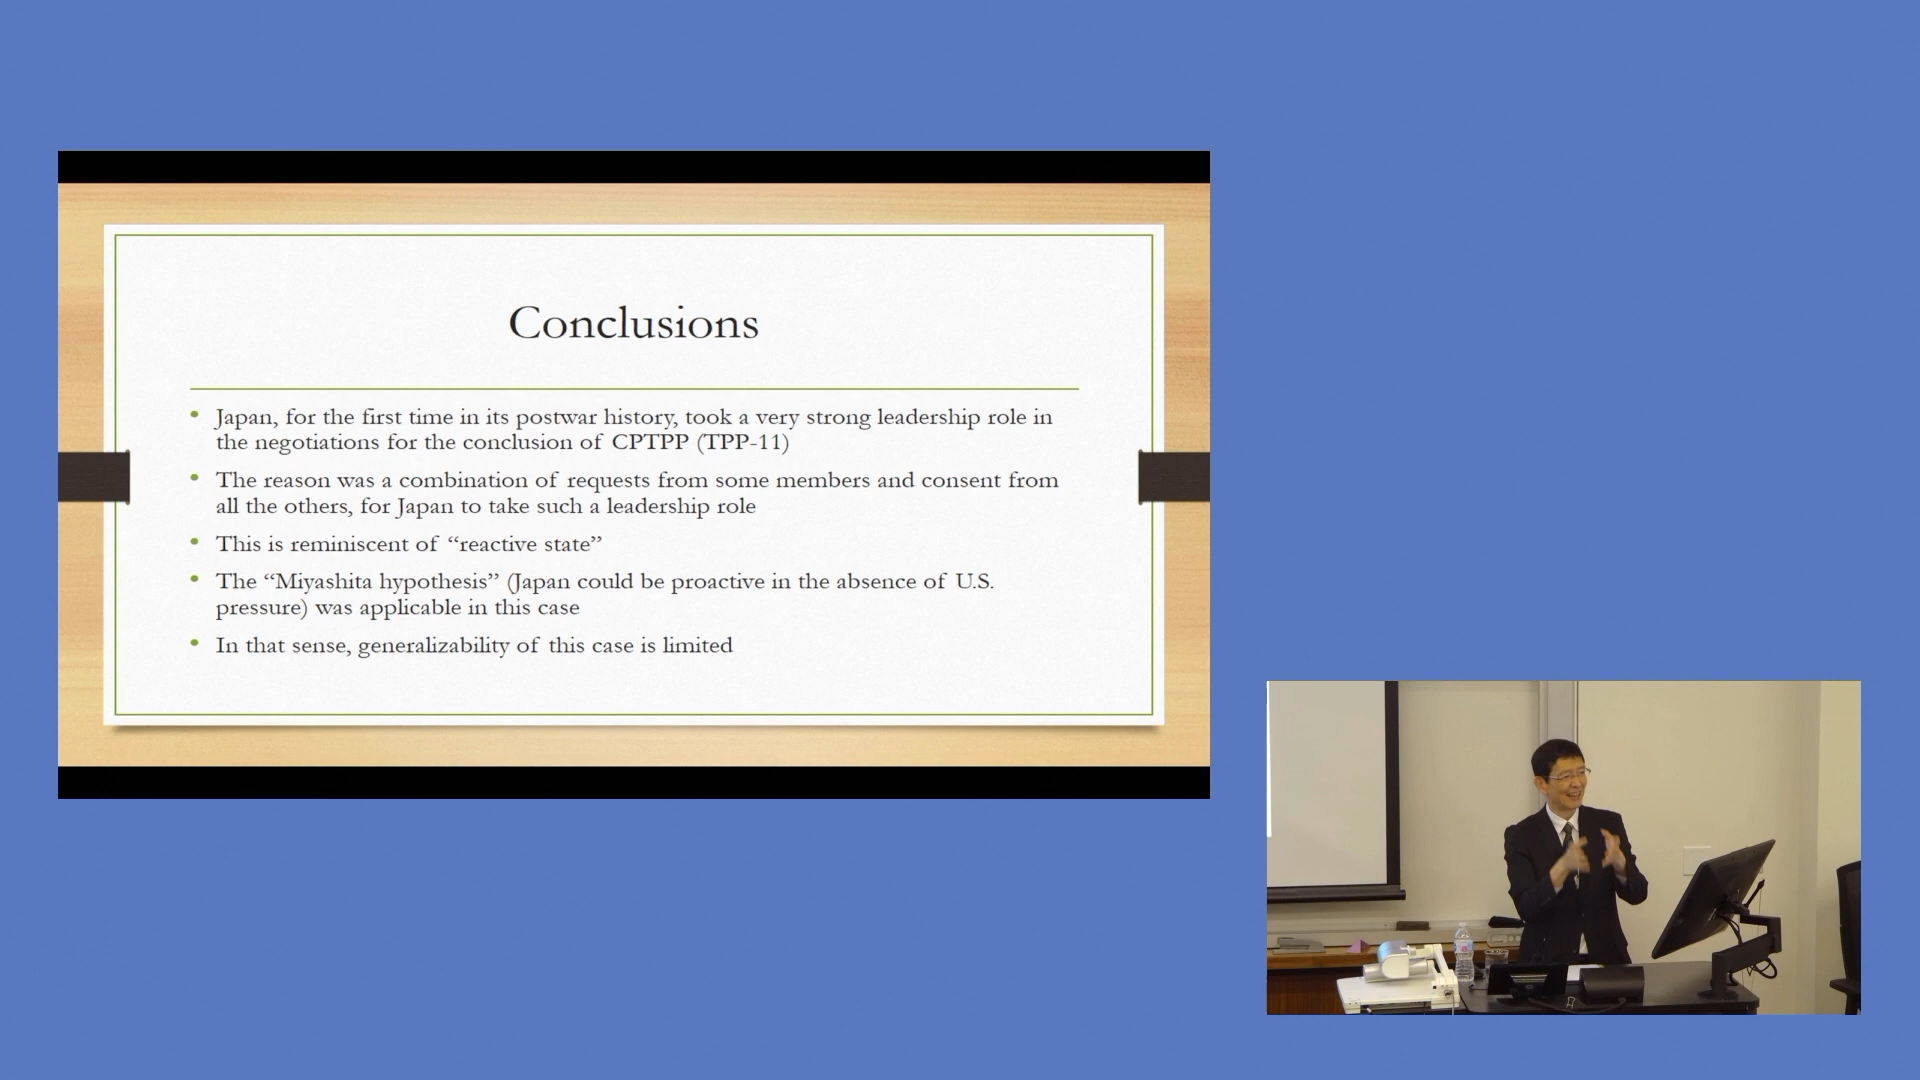 Conclusions
• Japan, for the first time in its postwar history, took a very strong leadership role in
the negotiations for the conclusion of CPTPP (TPP-11)
• The reason was a combination of requests from some members and consent from
all the others, for Japan to take such a leadership role
• This is reminiscent of “reactive state”
• The “Miyashita hypothesis” (Japan could be proactive in the absence of U.S.
pressure) was applicable in this case
• In that sense, generalizability of this case is limited